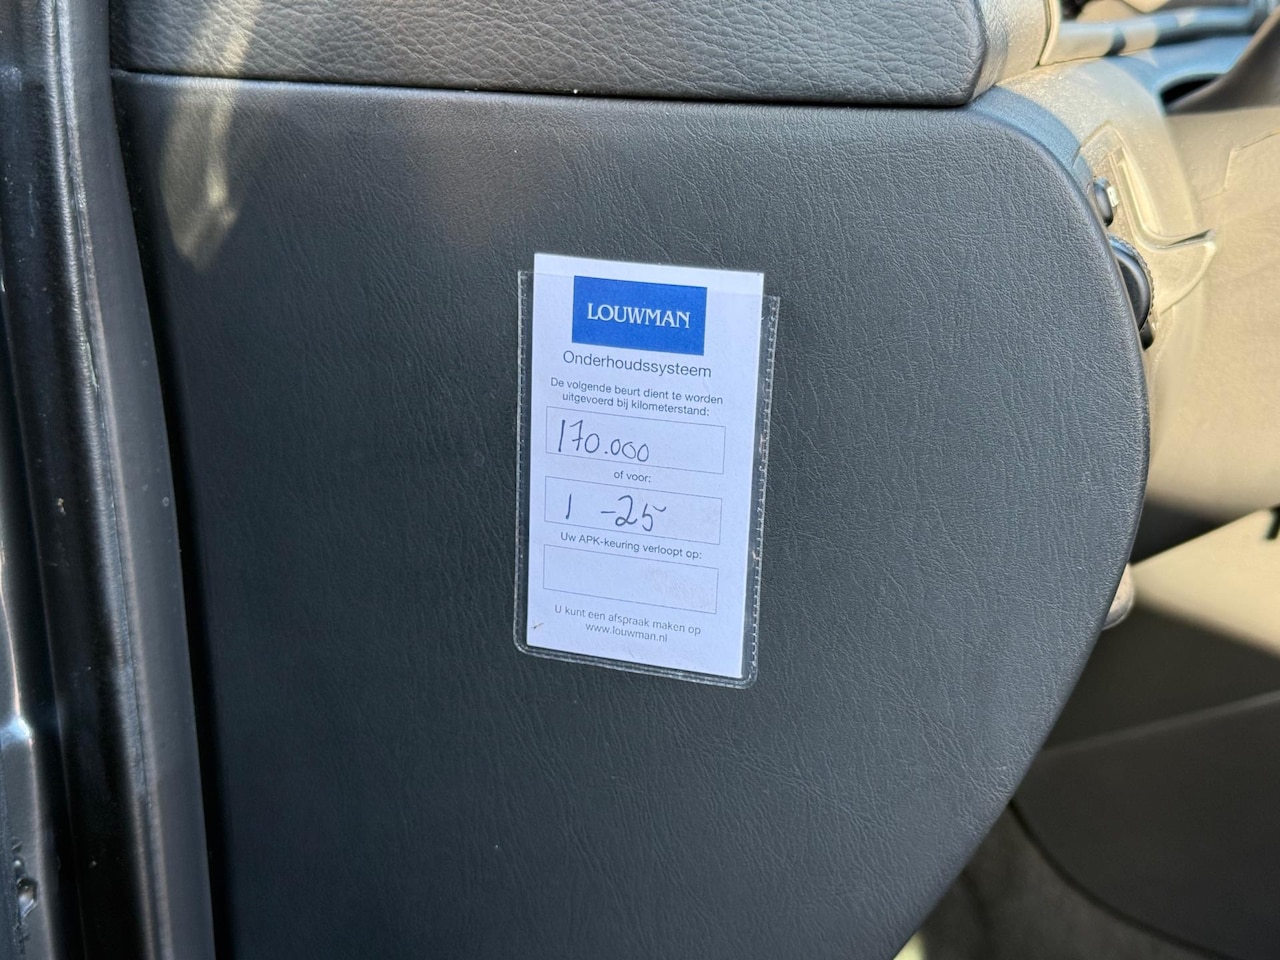 LOUWMAN
Onderhoudssysteem
De volgende beurt dient te worden
uitgevoerd bij kilometerstand:
170.000
of voor:
1 -25
Uw APK-keuring verloopt op:
U kunt een afspraak maken op
www.louwman.nl